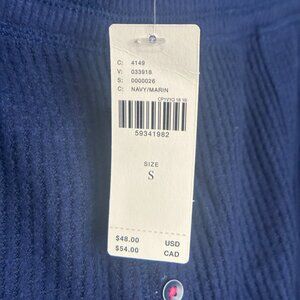 C: 4149
V: 033918
S: 0000026
C: NAVY/MARIN
59341982
SIZE
S
$48.00 USD
$54.00 CAD